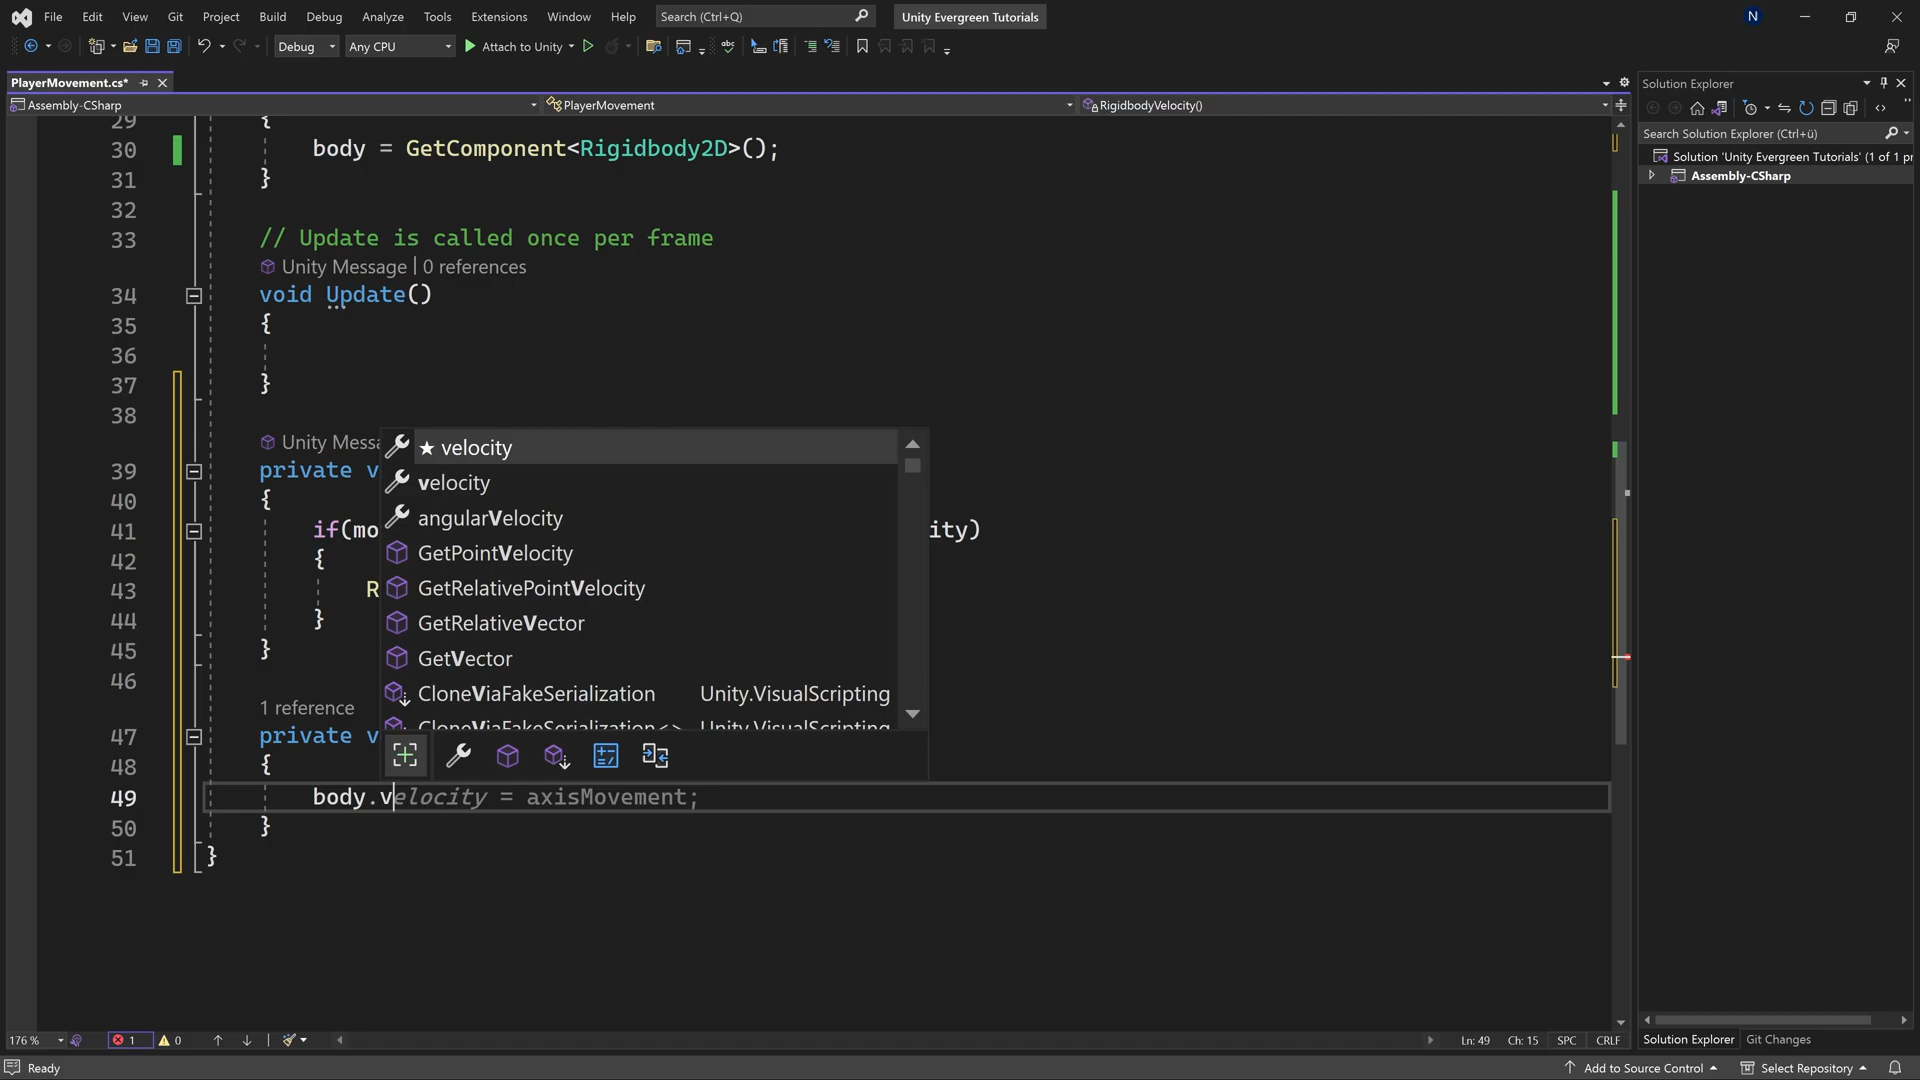 File Edit View Git Project Build Debug Analyze Tools Extensions Window Help Search (Ctrl+Q) Unity Evergreen Tutorials N
Debug Any CPU Attach to Unity
PlayerMovement.cs*
Assembly-CSharp PlayerMovement RigidbodyVelocity()
29 {
30 body = GetComponent<Rigidbody2D>();
31 }
32
33 // Update is called once per frame
Unity Message | 0 references
34 void Update()
35 {
36
37 }
38
Unity Messa
39 private v
40 {
41 if(mo ity)
42 {
43 R
44 }
45 }
46
1 reference
47 private v
48 {
49 body.velocity = axisMovement;
50 }
51 }
★ velocity
velocity
angularVelocity
GetPointVelocity
GetRelativePointVelocity
GetRelativeVector
GetVector
CloneViaFakeSerialization Unity.VisualScripting
CloneViaFakeSerialization<> Unity.VisualScripting
Solution Explorer
Search Solution Explorer (Ctrl+ü)
Solution 'Unity Evergreen Tutorials' (1 of 1 pr
Assembly-CSharp
176 % 1 0 Ln: 49 Ch: 15 SPC CRLF
Solution Explorer Git Changes
Ready Add to Source Control Select Repository